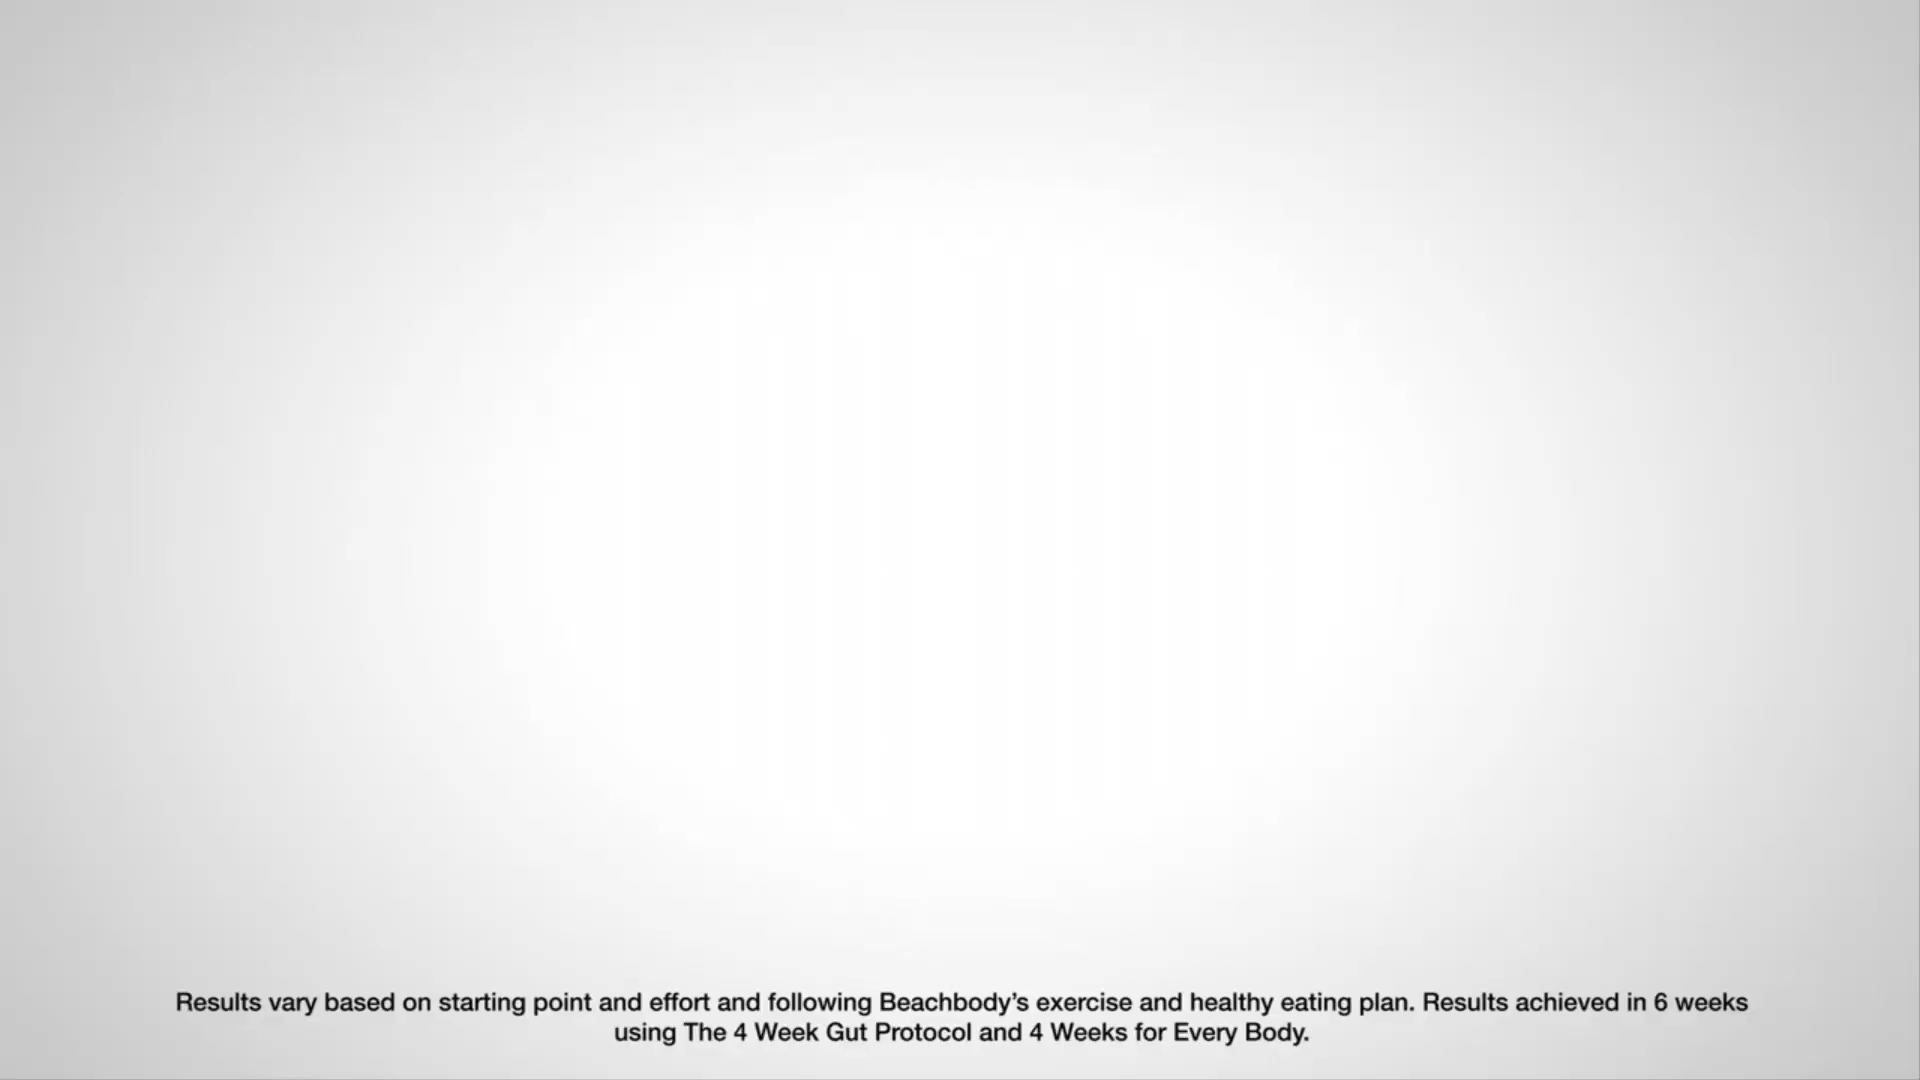 Results vary based on starting point and effort and following Beachbody’s exercise and healthy eating plan. Results achieved in 6 weeks
using The 4 Week Gut Protocol and 4 Weeks for Every Body.